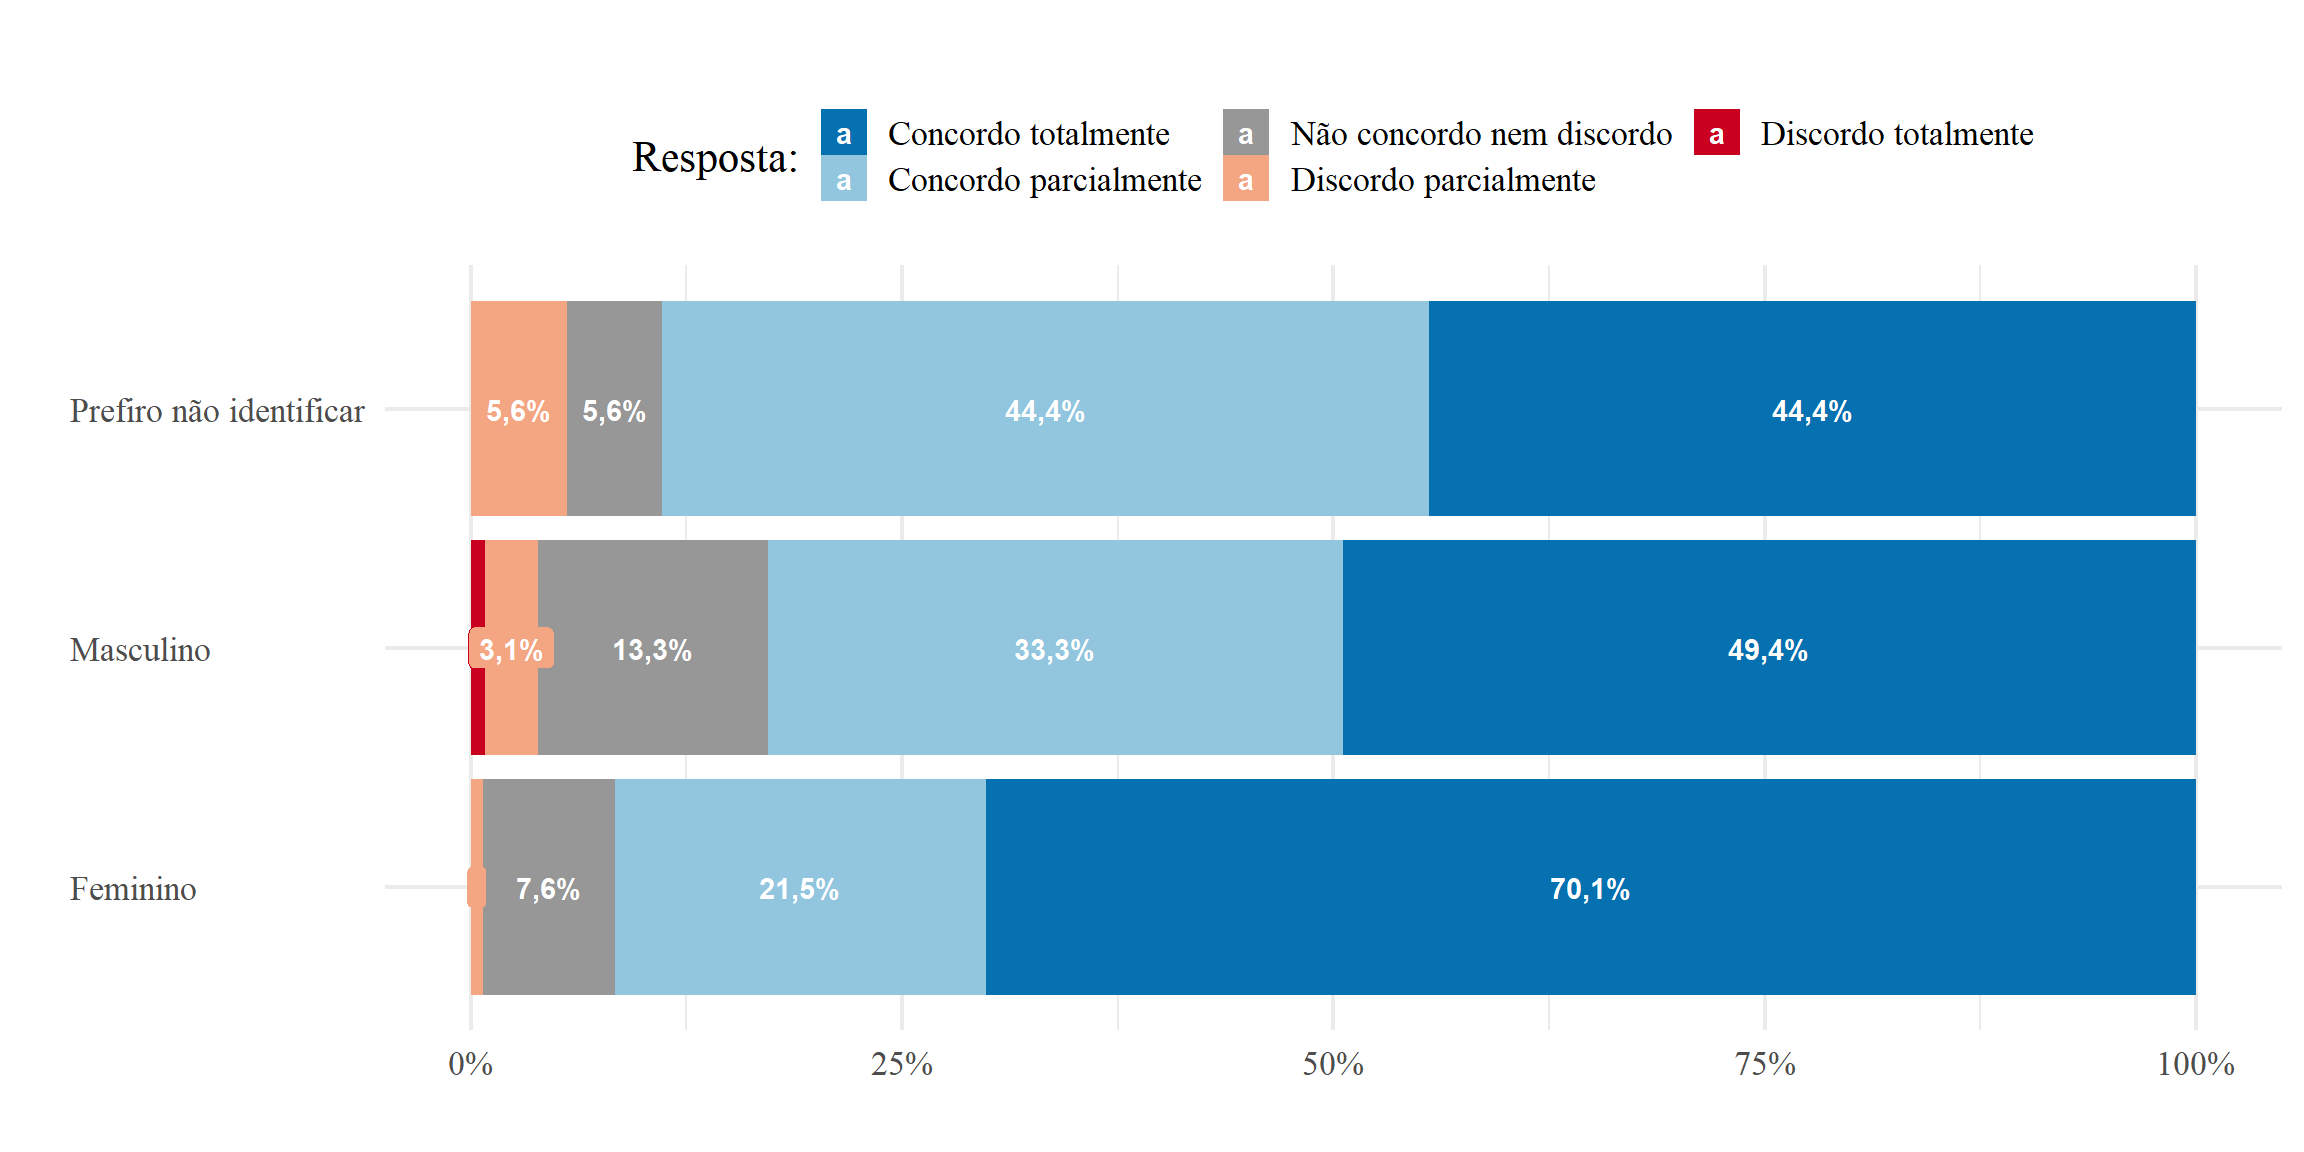 Resposta:
a Concordo totalmente
a Concordo parcialmente
a Não concordo nem discordo
a Discordo parcialmente
a Discordo totalmente
Prefiro não identificar
5,6% 5,6% 44,4% 44,4%
Masculino
3,1% 13,3% 33,3% 49,4%
Feminino
7,6% 21,5% 70,1%
0% 25% 50% 75% 100%